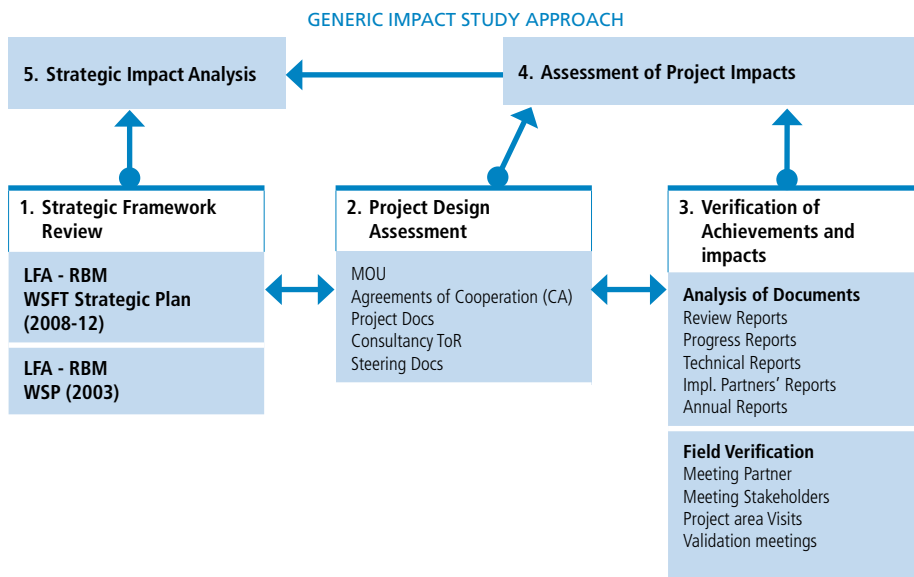 GENERIC IMPACT STUDY APPROACH
5. Strategic Impact Analysis
4. Assessment of Project Impacts
1. Strategic Framework
Review
LFA - RBM
WSFT Strategic Plan
(2008-12)
LFA - RBM
WSP (2003)
2. Project Design
Assessment
MOU
Agreements of Cooperation (CA)
Project Docs
Consultancy ToR
Steering Docs
3. Verification of
Achievements and
impacts
Analysis of Documents
Review Reports
Progress Reports
Technical Reports
Impl. Partners’ Reports
Annual Reports
Field Verification
Meeting Partner
Meeting Stakeholders
Project area Visits
Validation meetings